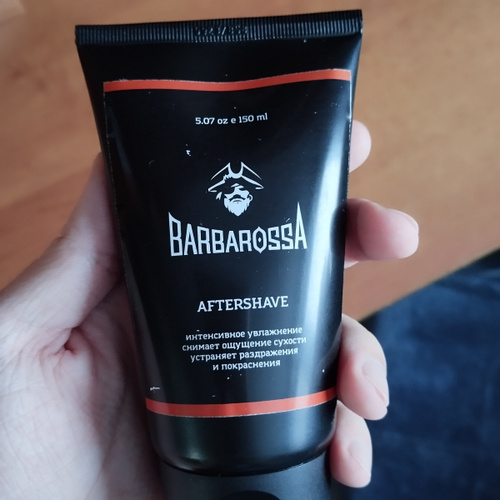 5.07 oz e 150 ml
BARBAROSSA
AFTERSHAVE
интенсивное увлажнение
снимает ощущение сухости
устраняет раздражения
и покраснения